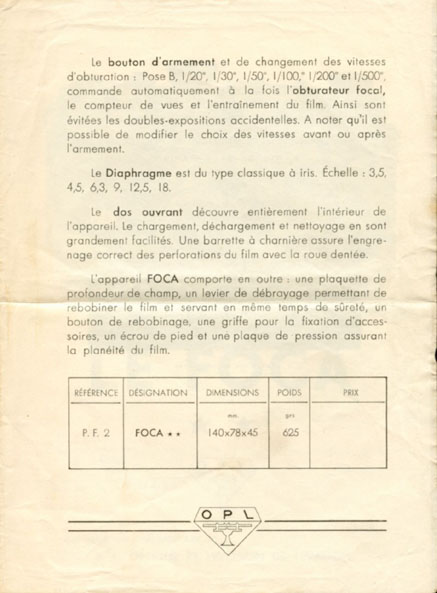 Le bouton d'armement et de changement des vitesses
d'obturation : Pose B, 1/20", 1/30", 1/50", 1/100," 1/200" et 1/500",
commande automatiquement à la fois l'obturateur focal,
le compteur de vues et l'entraînement du film. Ainsi sont
évitées les doubles-expositions accidentelles. A noter qu'il est
possible de modifier le choix des vitesses avant ou après
l'armement.
Le Diaphragme est du type classique à iris. Échelle : 3,5,
4,5, 6,3, 9, 12,5, 18.
Le dos ouvrant découvre entièrement l'intérieur de
l'appareil. Le chargement, déchargement et nettoyage en sont
grandement facilités. Une barrette à charnière assure l'engre-
nage correct des perforations du film avec la roue dentée.
L'appareil FOCA comporte en outre : une plaquette de
profondeur de champ, un levier de débrayage permettant de
rebobiner le film et servant en même temps de sûreté, un
bouton de rebobinage, une griffe pour la fixation d'acces-
soires, un écrou de pied et une plaque de pression assurant
la planéité du film.
RÉFÉRENCE DÉSIGNATION DIMENSIONS POIDS PRIX
mm. grs
P. F. 2 FOCA ★★ 140x78x45 625
OPL